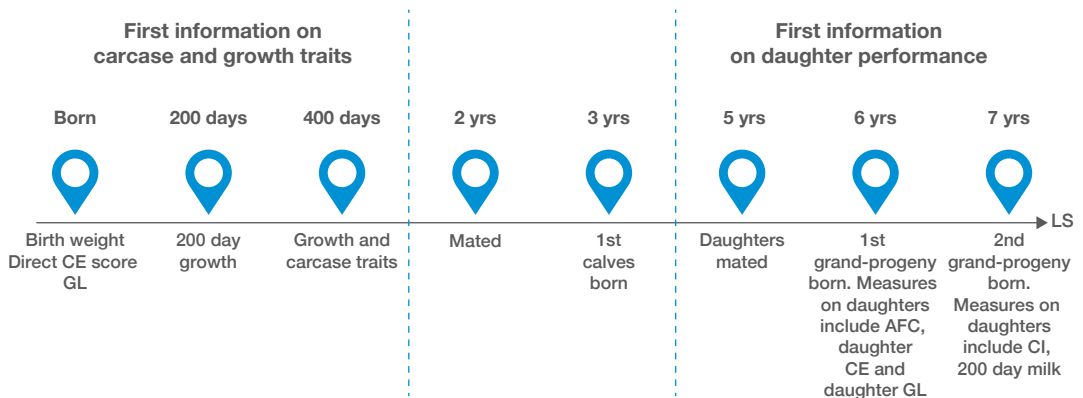 First information on
carcase and growth traits
First information
on daughter performance
Born
200 days
400 days
2 yrs
3 yrs
5 yrs
6 yrs
7 yrs
LS
Birth weight
Direct CE score
GL
200 day
growth
Growth and
carcase traits
Mated
1st
calves
born
Daughters
mated
1st
grand-progeny
born. Measures
on daughters
include AFC,
daughter
CE and
daughter GL
2nd
grand-progeny
born.
Measures on
daughters
include CI,
200 day milk